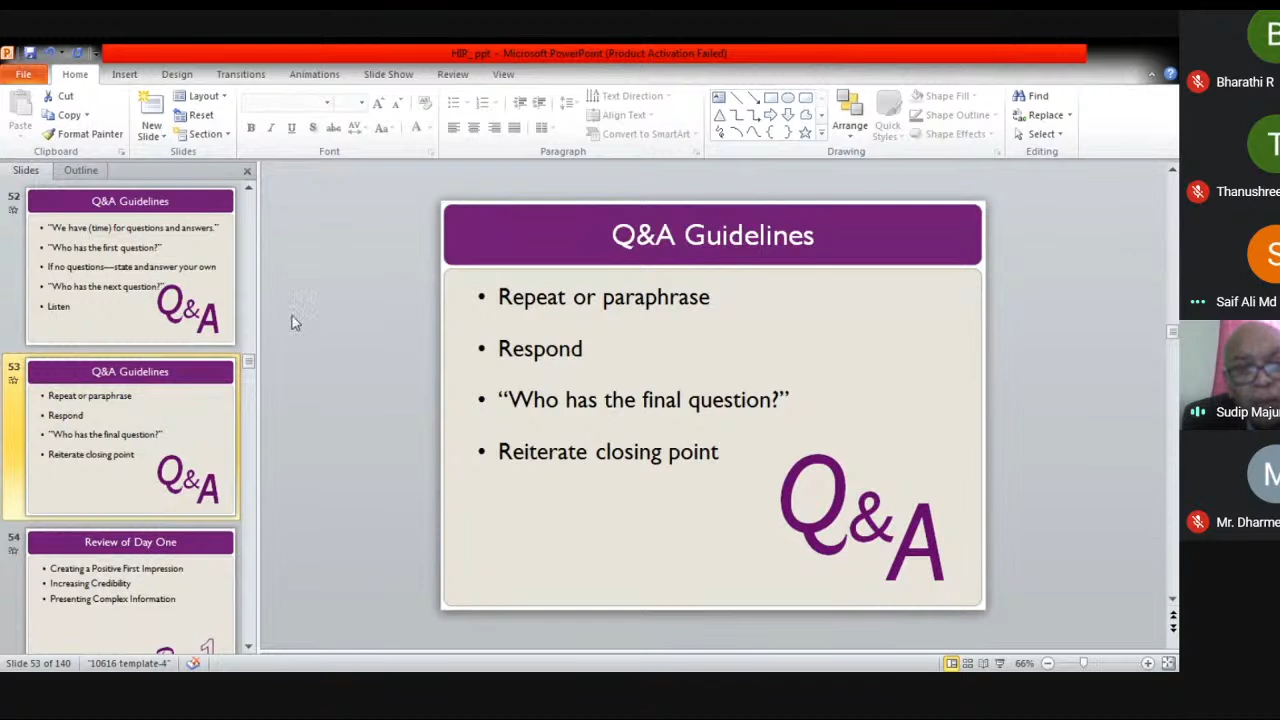 HIP_ppt - Microsoft PowerPoint (Product Activation Failed)
File Home Insert Design Transitions Animations Slide Show Review View
Paste Cut Copy Format Painter
Clipboard
New Slide Layout Reset Section
Slides
B I U S abc AV Aa A
Font
Text Direction Align Text Convert to SmartArt
Paragraph
Arrange Quick Styles Shape Fill Shape Outline Shape Effects
Drawing
Find Replace Select
Editing
Slides Outline
52
Q&A Guidelines
• "We have (time) for questions and answers."
• "Who has the first question?"
• If no questions—state and answer your own
• "Who has the next question?"
• Listen
Q&A
53
Q&A Guidelines
• Repeat or paraphrase
• Respond
• "Who has the final question?"
• Reiterate closing point
Q&A
54
Review of Day One
• Creating a Positive First Impression
• Increasing Credibility
• Presenting Complex Information
Q&A Guidelines
• Repeat or paraphrase
• Respond
• “Who has the final question?”
• Reiterate closing point
Q&A
Slide 53 of 140 "10616 template-4" 66%
B
Bharathi R
T
Thanushree
S
Saif Ali Md
Sudip Maju
M
Mr. Dharme